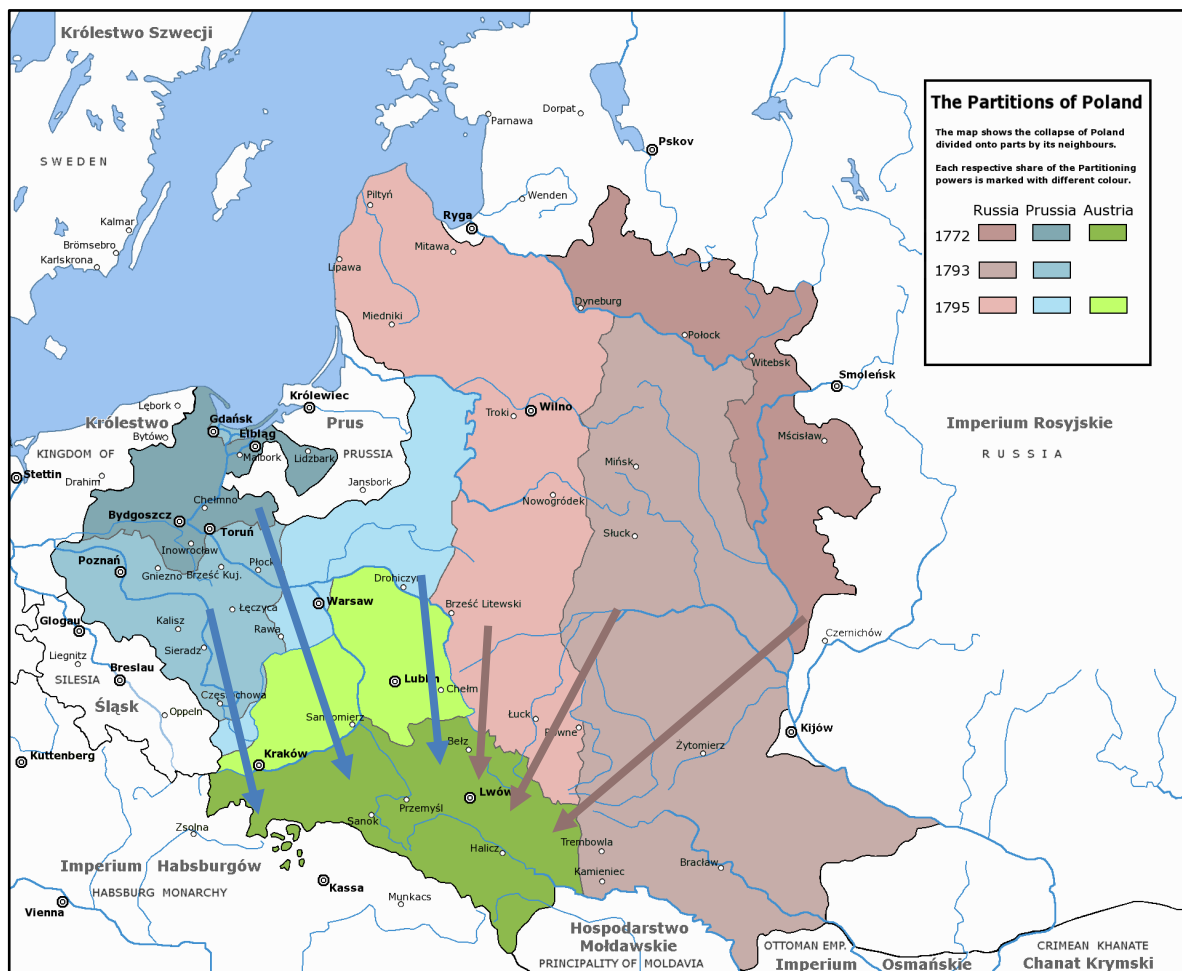 Królestwo Szwecji
SWEDEN
Kalmar
Brömsebro
Karlskrona
Parnawa
Dorpat
Pskov
Piltyń
Wenden
Ryga
Mitawa
Lipawa
Miedniki
Dyneburg
Połock
Witebsk
Smoleńsk
The Partitions of Poland
The map shows the collapse of Poland
divided onto parts by its neighbours.
Each respective share of the Partitioning
powers is marked with different colour.
Russia Prussia Austria
1772
1793
1795
Imperium Rosyjskie
RUSSIA
Mścisław
Troki
Wilno
Mińsk
Nowogródek
Słuck
Królewiec
Lębork
Gdańsk
Królestwo
Prus
Bytów
Elbląg
KINGDOM OF
PRUSSIA
Malbork
Lidzbark
Stettin
Drahim
Jansbork
Chełmno
Bydgoszcz
Toruń
Inowrocław
Poznań
Gniezno
Brześć Kuj.
Płock
Drohiczyn
Warsaw
Brześć Litewski
Łęczyca
Kalisz
Rawa
Glogau
Sieradz
Liegnitz
Breslau
SILESIA
Śląsk
Oppeln
Częstochowa
Lublin
Chełm
Sandomierz
Łuck
Równe
Czernichów
Kijów
Żytomierz
Bełz
Kuttenberg
Kraków
Lwów
Przemyśl
Sanok
Zsolna
Halicz
Trembowla
Kamieniec
Bracław
Imperium Habsburgów
HABSBURG MONARCHY
Kassa
Munkacs
Vienna
Hospodarstwo
Mołdawskie
PRINCIPALITY OF MOLDAVIA
OTTOMAN EMP.
Imperium Osmańskie
CRIMEAN KHANATE
Chanat Krymski